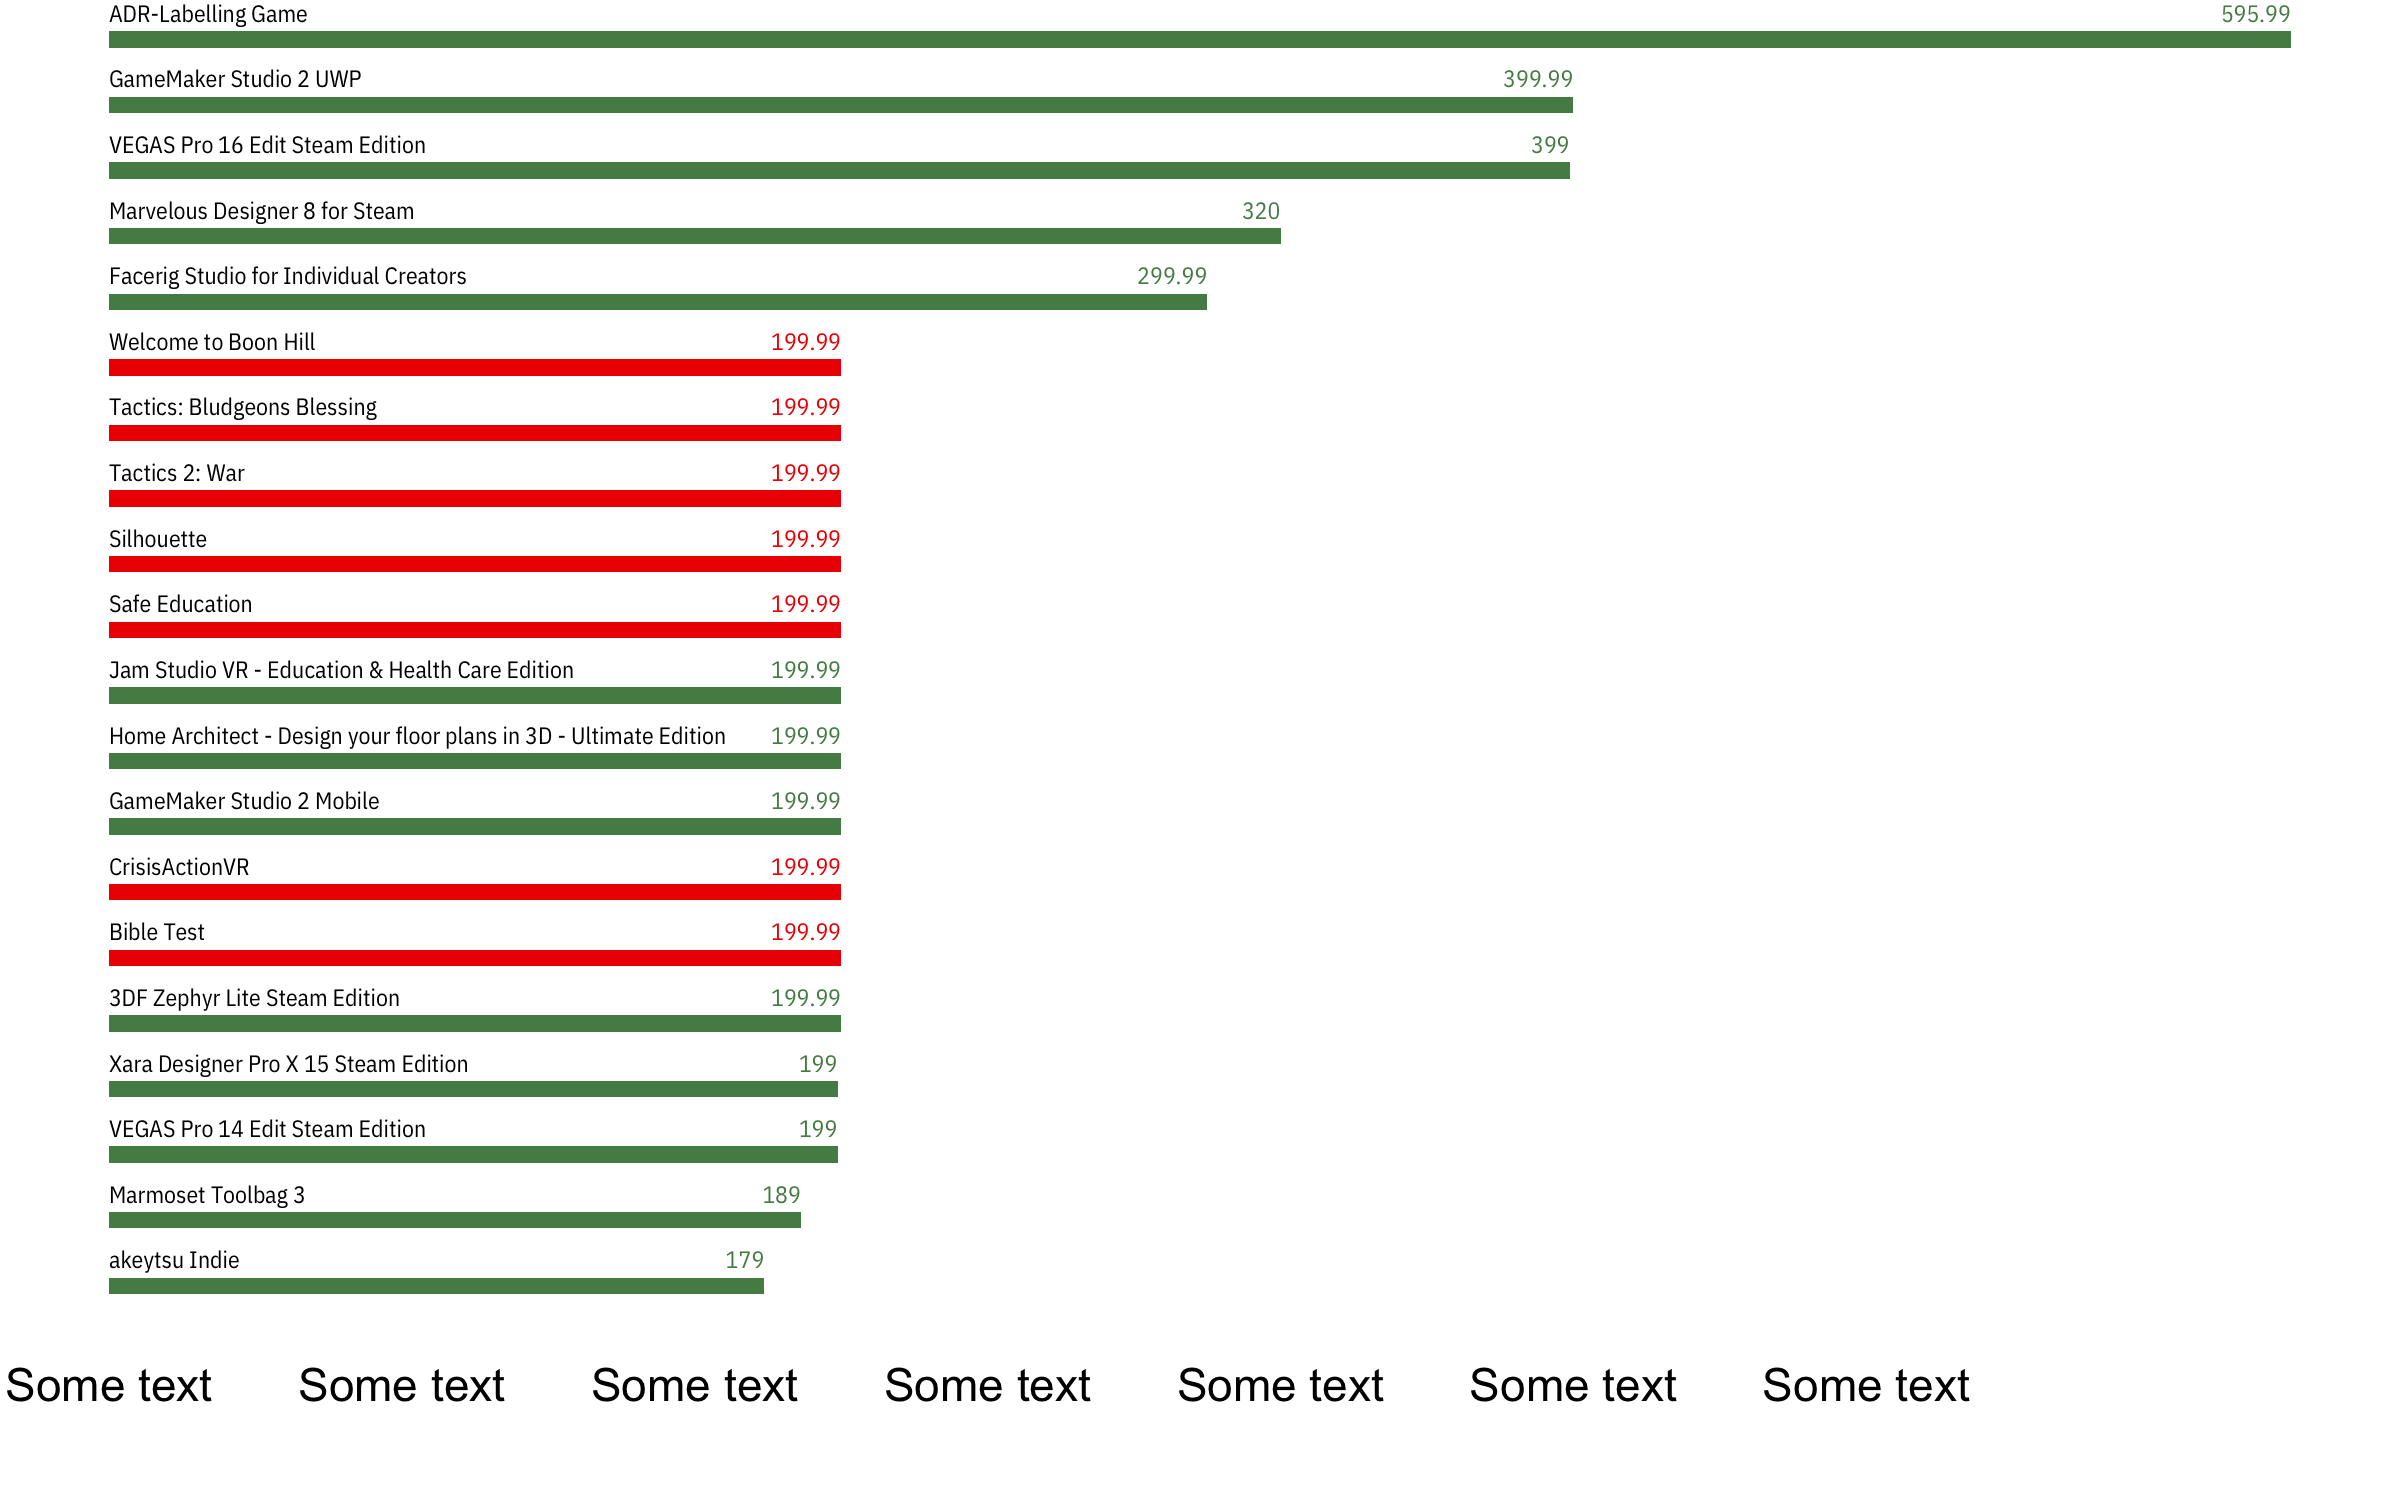 ADR-Labelling Game 595.99
GameMaker Studio 2 UWP 399.99
VEGAS Pro 16 Edit Steam Edition 399
Marvelous Designer 8 for Steam 320
Facerig Studio for Individual Creators 299.99
Welcome to Boon Hill 199.99
Tactics: Bludgeons Blessing 199.99
Tactics 2: War 199.99
Silhouette 199.99
Safe Education 199.99
Jam Studio VR - Education & Health Care Edition 199.99
Home Architect - Design your floor plans in 3D - Ultimate Edition 199.99
GameMaker Studio 2 Mobile 199.99
CrisisActionVR 199.99
Bible Test 199.99
3DF Zephyr Lite Steam Edition 199.99
Xara Designer Pro X 15 Steam Edition 199
VEGAS Pro 14 Edit Steam Edition 199
Marmoset Toolbag 3 189
akeytsu Indie 179
Some text Some text Some text Some text Some text Some text Some text